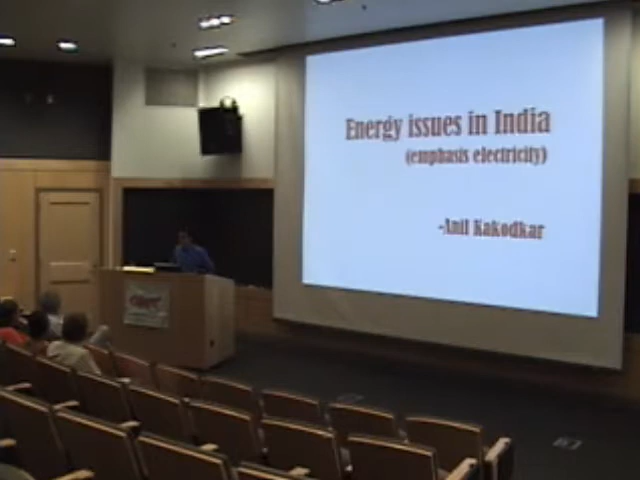 Energy issues in India
(emphasis electricity)
-Anil Kakodkar